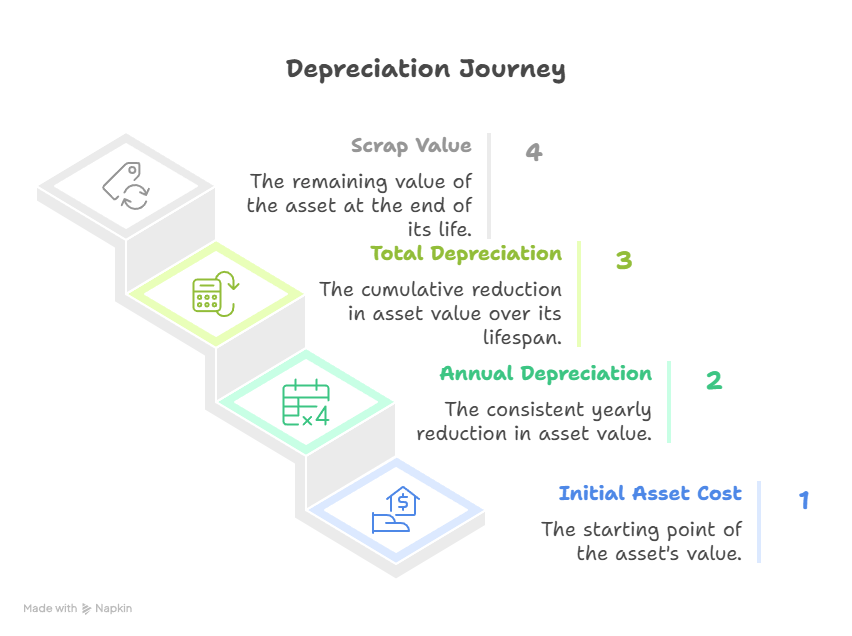 Depreciation Journey
Scrap Value
4
The remaining value of
the asset at the end of
its life.
Total Depreciation
3
The cumulative reduction
in asset value over its
lifespan.
Annual Depreciation
2
The consistent yearly
reduction in asset value.
×4
Initial Asset Cost
1
The starting point of
the asset's value.
$
Made with Napkin